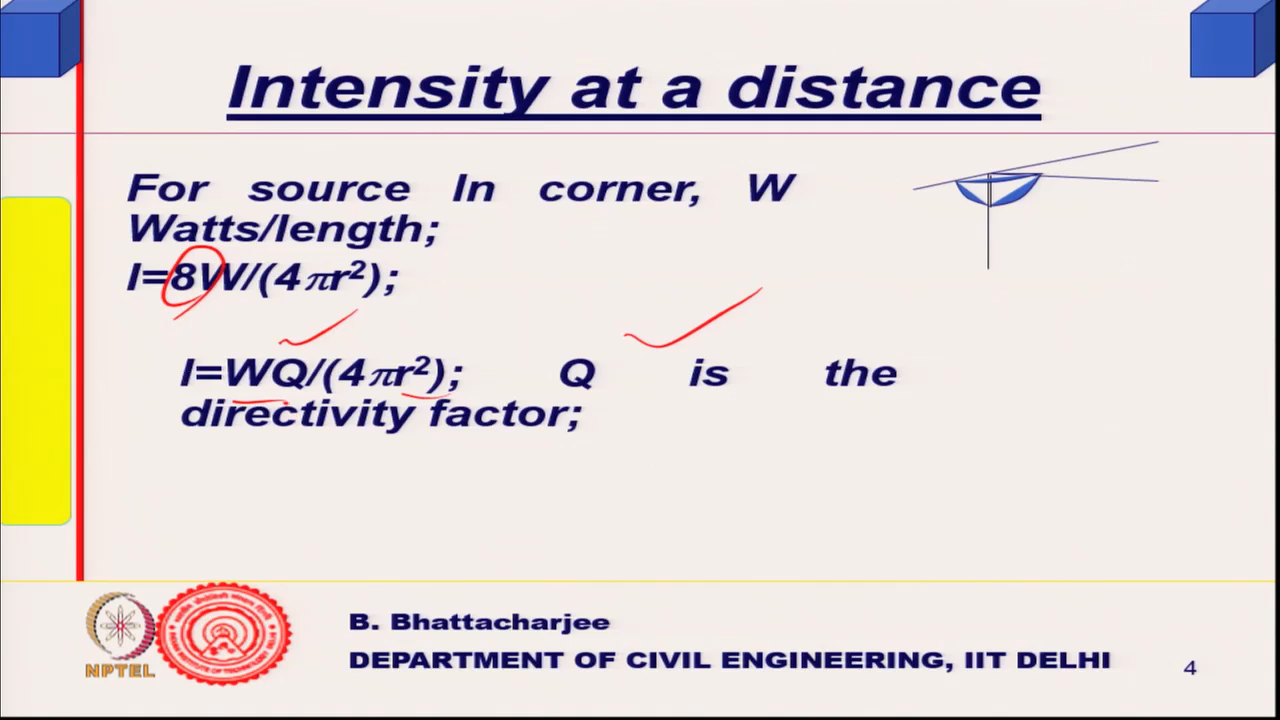 Intensity at a distance
For source In corner, W
Watts/length;
I=8W/(4πr²);
I=WQ/(4πr²); Q is the
directivity factor;
NPTEL
B. Bhattacharjee
DEPARTMENT OF CIVIL ENGINEERING, IIT DELHI
4